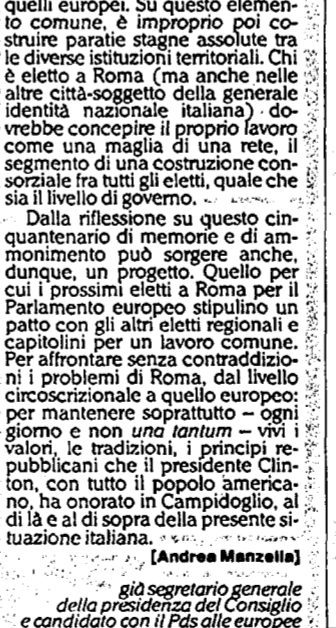 quelli europei. Su questo elemen-
to comune, è improprio poi co-
struire paratie stagne assolute tra
le diverse istituzioni territoriali. Chi
è eletto a Roma (ma anche nelle
altre città-soggetto della generale
identità nazionale italiana) do-
vrebbe concepire il proprio lavoro
come una maglia di una rete, il
segmento di una costruzione con-
sorziale fra tutti gli eletti, quale che
sia il livello di governo.
Dalla riflessione su questo cin-
quantenario di memorie e di am-
monimento può sorgere anche,
dunque, un progetto. Quello per
cui i prossimi eletti a Roma per il
Parlamento europeo stipulino un
patto con gli altri eletti regionali e
capitolini per un lavoro comune.
Per affrontare senza contraddizio-
ni i problemi di Roma, dal livello
circoscrizionale a quello europeo:
per mantenere soprattutto – ogni
giorno e non una tantum – vivi i
valori, le tradizioni, i principi re-
pubblicani che il presidente Clin-
ton, con tutto il popolo america-
no, ha onorato in Campidoglio, al
di là e al di sopra della presente si-
tuazione italiana.
[Andrea Manzella]
già segretario generale
della presidenza del Consiglio
e candidato con il Pds alle europee